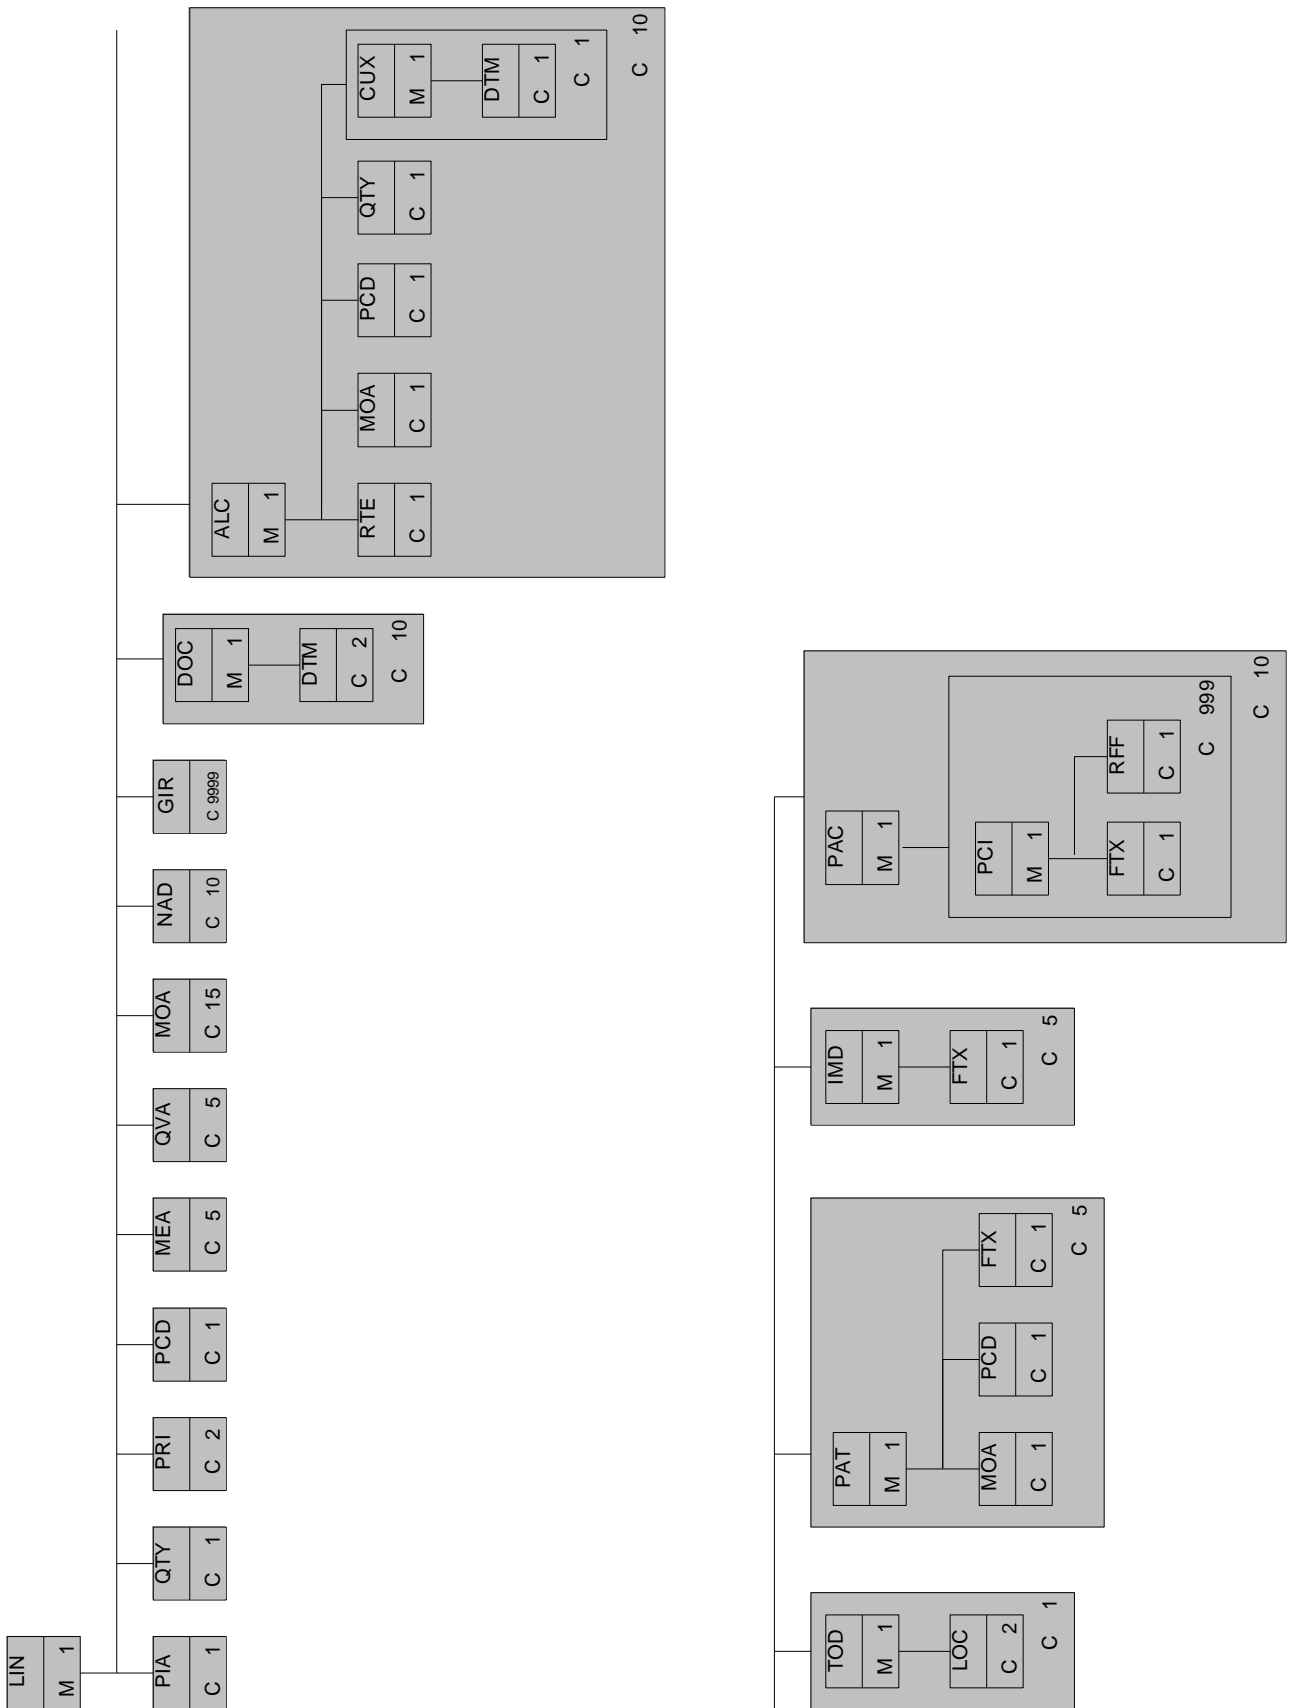 LIN
M 1
PIA
C 1
QTY
C 1
PRI
C 2
PCD
C 1
MEA
C 5
QVA
C 5
MOA
C 15
NAD
C 10
GIR
C 9999
DOC
M 1
DTM
C 2
C 10
ALC
M 1
RTE
C 1
MOA
C 1
PCD
C 1
QTY
C 1
CUX
M 1
DTM
C 1
C 1
C 10
TOD
M 1
LOC
C 2
C 1
PAT
M 1
MOA
C 1
PCD
C 1
FTX
C 1
C 5
IMD
M 1
FTX
C 1
C 5
PAC
M 1
PCI
M 1
FTX
C 1
RFF
C 1
C 999
C 10